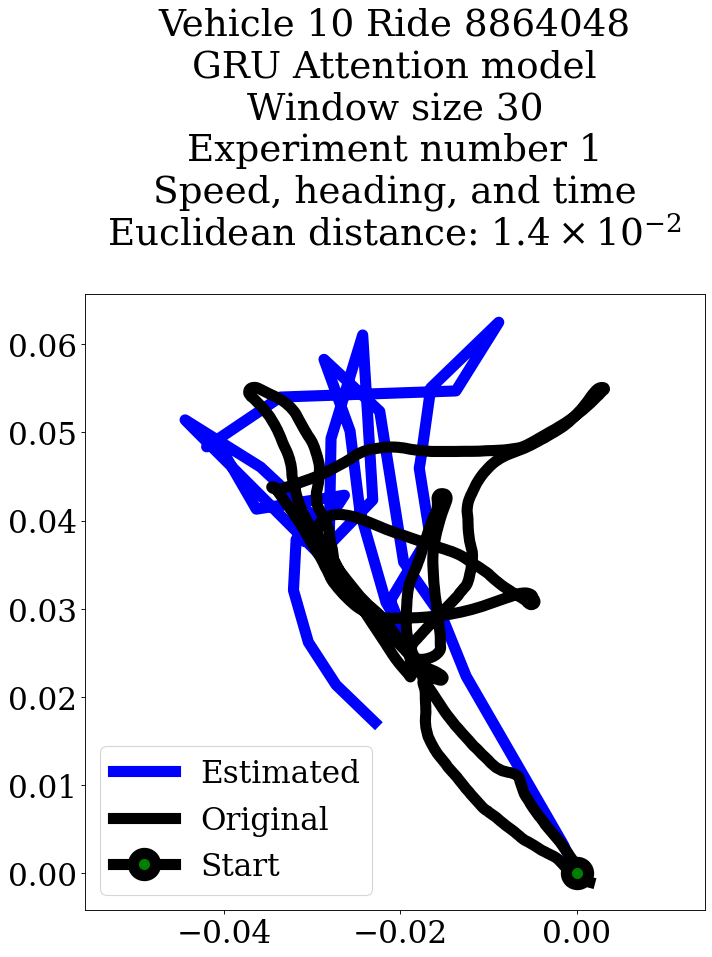 Vehicle 10 Ride 8864048
GRU Attention model
Window size 30
Experiment number 1
Speed, heading, and time
Euclidean distance: 1.4 × 10⁻²
0.06
0.05
0.04
0.03
0.02
0.01
0.00
Estimated
Original
Start
−0.04 −0.02 0.00